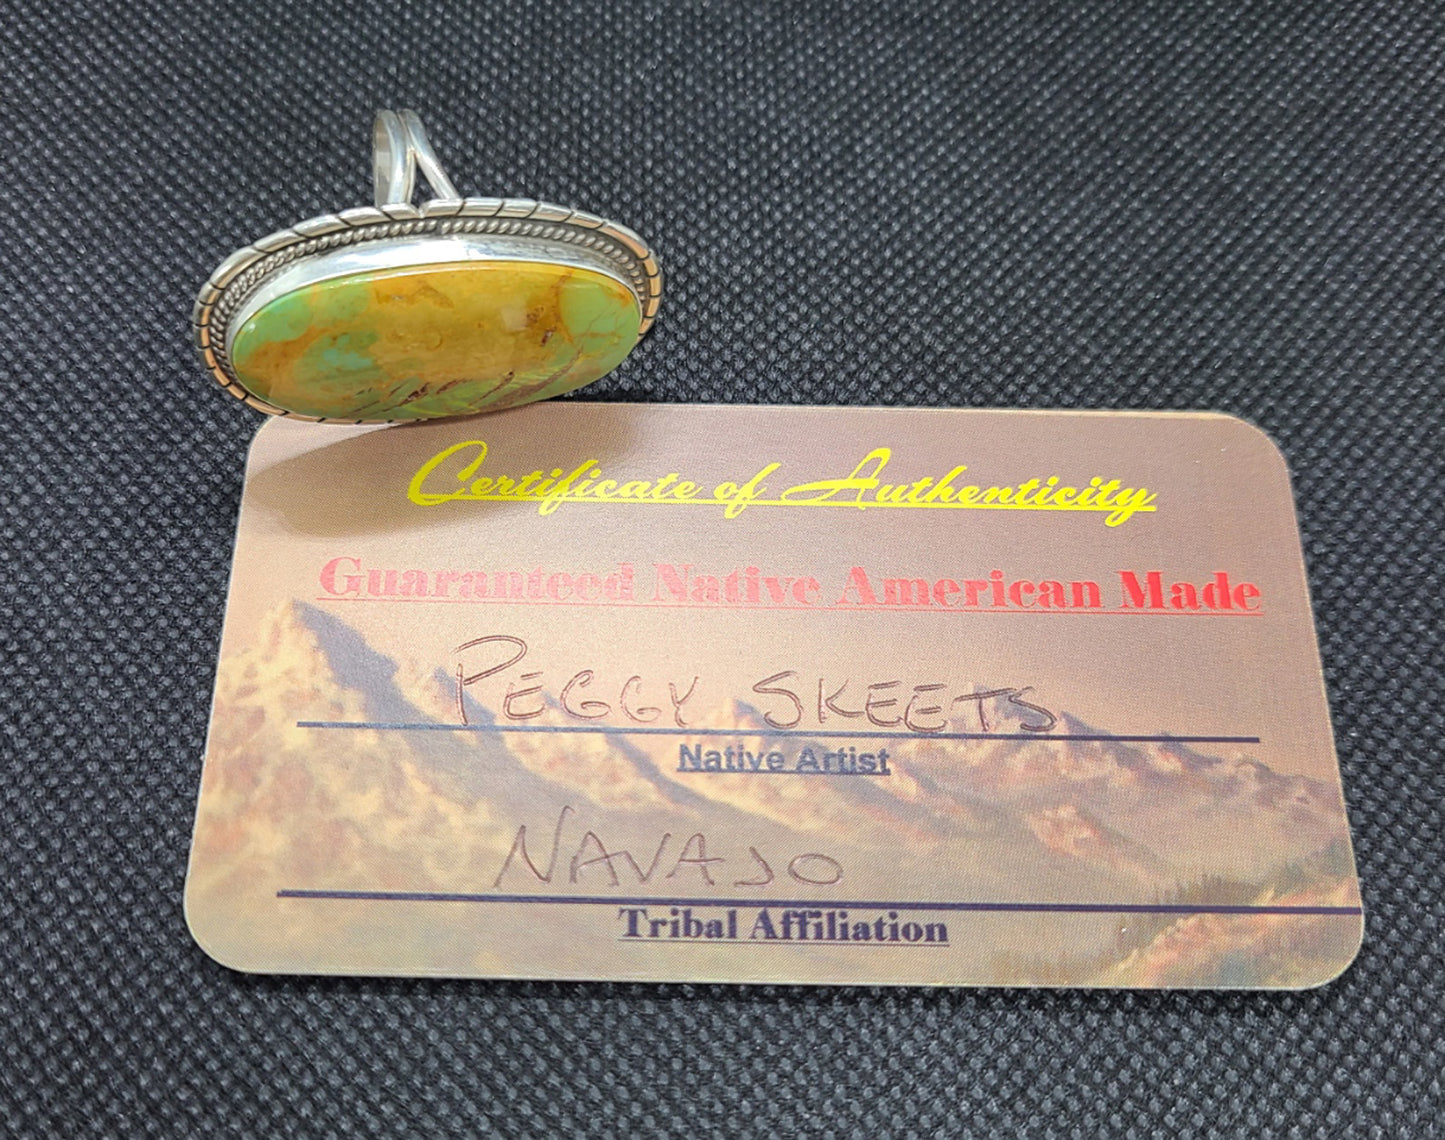 Certificate of Authenticity
Guaranteed Native American Made
PEGGY SKEETS
Native Artist
NAVAJO
Tribal Affiliation